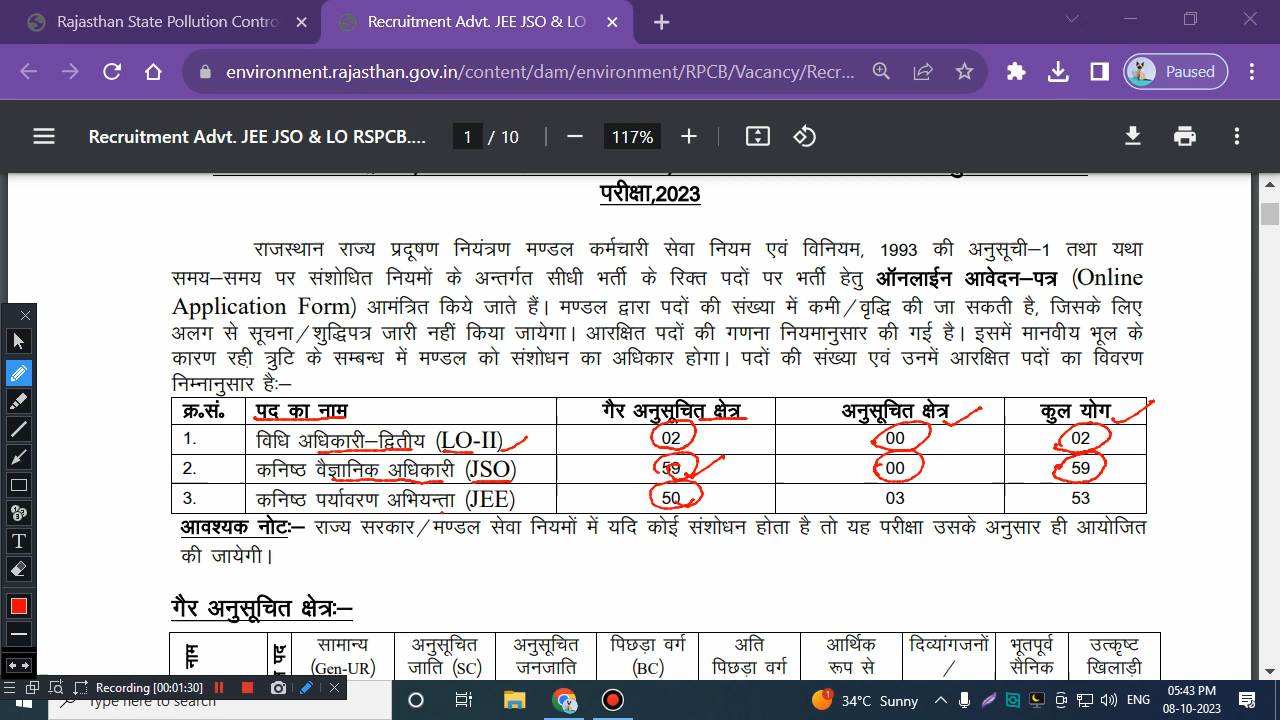 Rajasthan State Pollution Contro
Recruitment Advt. JEE JSO & LO
environment.rajasthan.gov.in/content/dam/environment/RPCB/Vacancy/Recr...
Paused
Recruitment Advt. JEE JSO & LO RSPCB....
1 / 10
117%
परीक्षा,2023
राजस्थान राज्य प्रदूषण नियंत्रण मण्डल कर्मचारी सेवा नियम एवं विनियम, 1993 की अनुसूची–1 तथा यथा
समय–समय पर संशोधित नियमों के अन्तर्गत सीधी भर्ती के रिक्त पदों पर भर्ती हेतु ऑनलाईन आवेदन–पत्र (Online
Application Form) आमंत्रित किये जाते हैं। मण्डल द्वारा पदों की संख्या में कमी/वृद्धि की जा सकती है, जिसके लिए
अलग से सूचना/शुद्धिपत्र जारी नहीं किया जायेगा। आरक्षित पदों की गणना नियमानुसार की गई है। इसमें मानवीय भूल के
कारण रही त्रुटि के सम्बन्ध में मण्डल को संशोधन का अधिकार होगा। पदों की संख्या एवं उनमें आरक्षित पदों का विवरण
निम्नानुसार हैः–
क्र.सं. पद का नाम गैर अनुसूचित क्षेत्र अनुसूचित क्षेत्र कुल योग
1. विधि अधिकारी–द्वितीय (LO-II) 02 00 02
2. कनिष्ठ वैज्ञानिक अधिकारी (JSO) 59 00 59
3. कनिष्ठ पर्यावरण अभियन्ता (JEE) 50 03 53
आवश्यक नोटः– राज्य सरकार/मण्डल सेवा नियमों में यदि कोई संशोधन होता है तो यह परीक्षा उसके अनुसार ही आयोजित
की जायेगी।
गैर अनुसूचित क्षेत्रः–
नाम पद सामान्य अनुसूचित अनुसूचित पिछड़ा वर्ग अति आर्थिक दिव्यांगजनों भूतपूर्व उत्कृष्ट
(Gen-UR) जाति (SC) जनजाति (BC) पिछड़ा वर्ग रूप से / सैनिक खिलाड़ी
Recording [00:01:30]
Type here to search
1
34°C Sunny
ENG
05:43 PM
08-10-2023